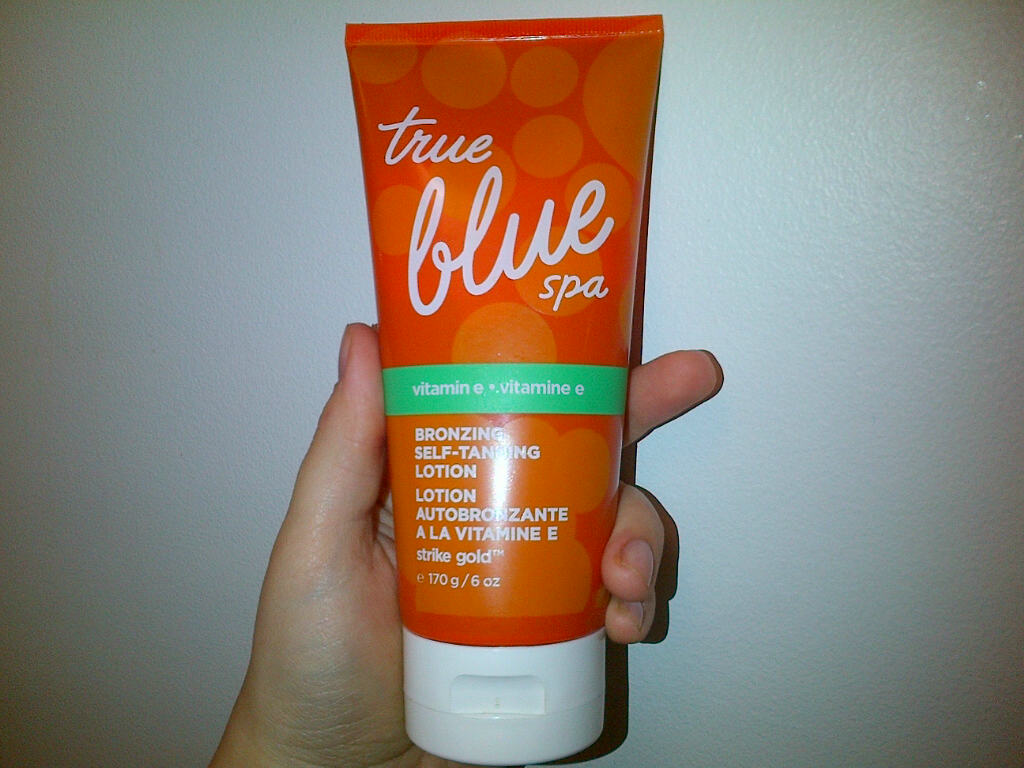 true
blue
spa
vitamin e • vitamine e
BRONZING
SELF-TANNING
LOTION
LOTION
AUTOBRONZANTE
A LA VITAMINE E
strike gold™
℮ 170 g / 6 oz